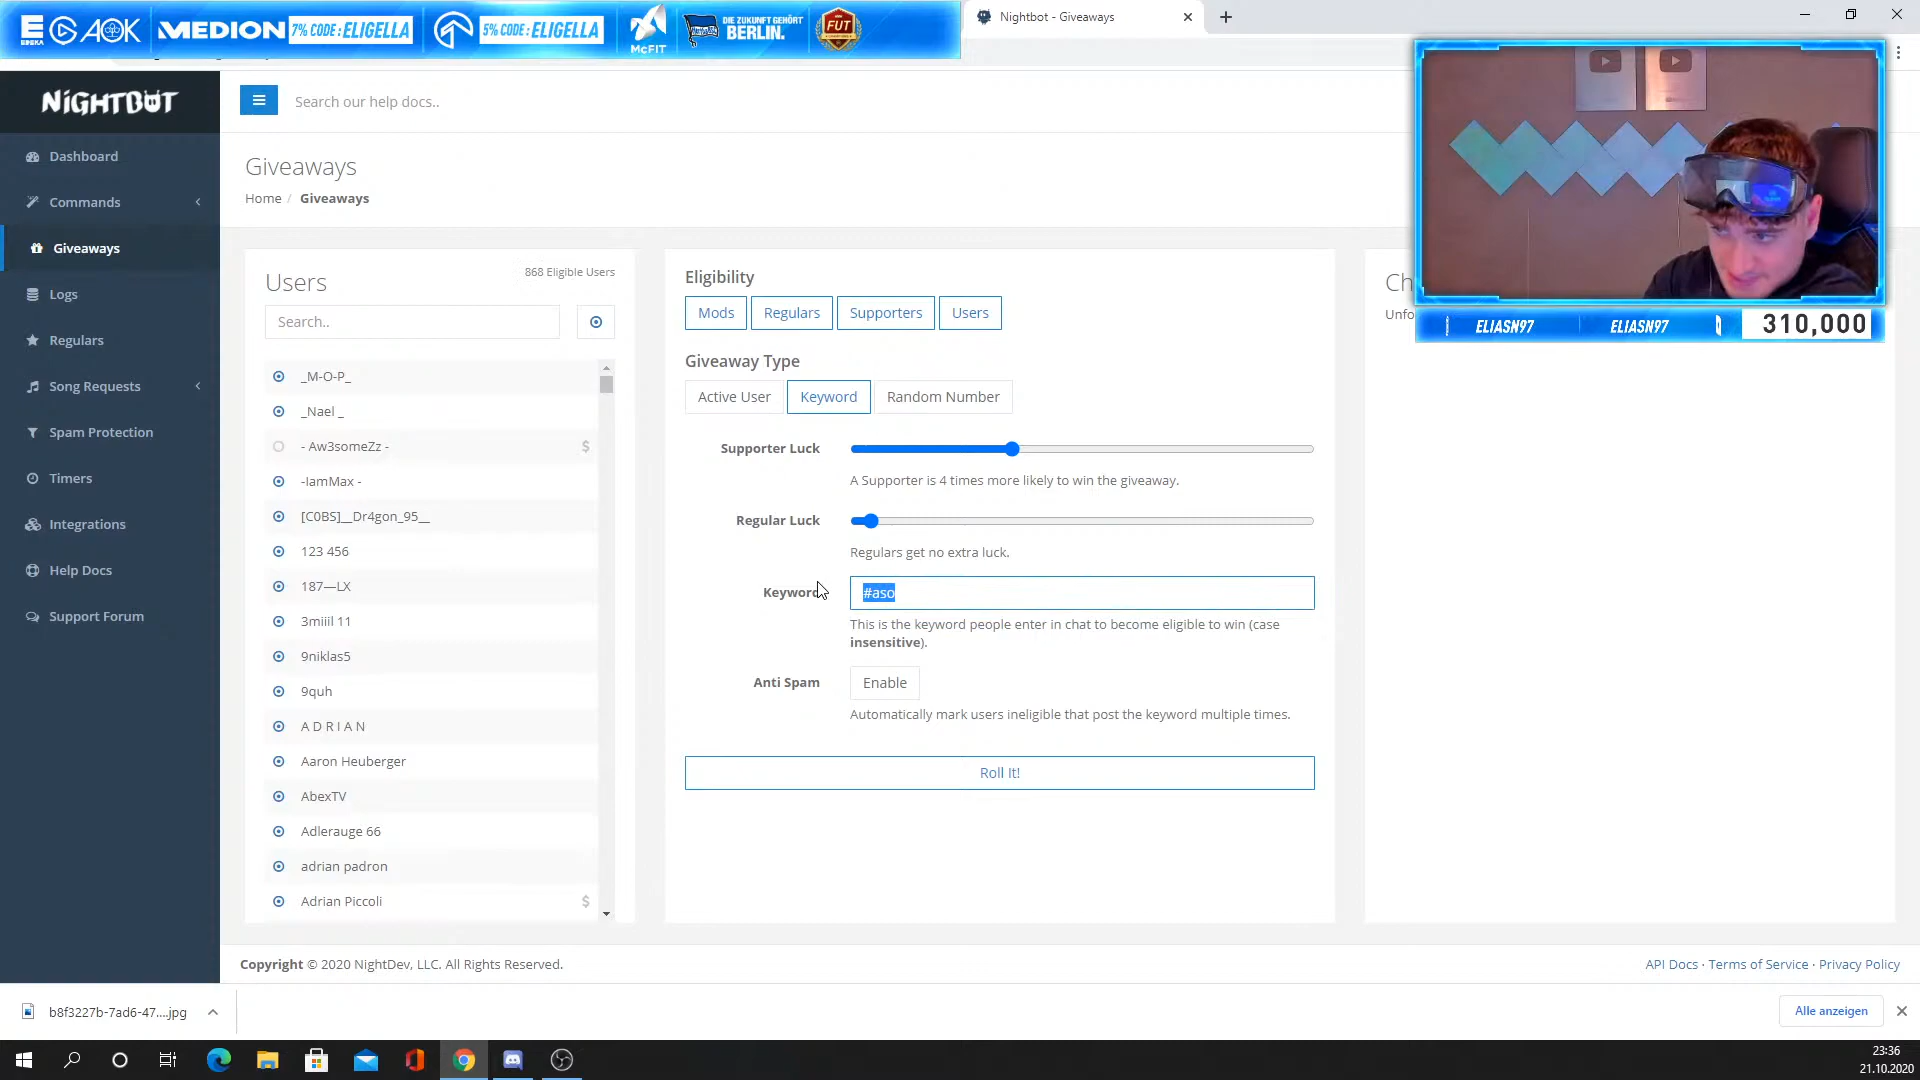 EDEKA
AOK
MEDION
7% CODE: ELIGELLA
5% CODE: ELIGELLA
McFIT
DIE ZUKUNFT GEHÖRT
BERLIN.
FUT
Nightbot - Giveaways
NiGHTBOT
Search our help docs..
Dashboard
Commands
Giveaways
Logs
Regulars
Song Requests
Spam Protection
Timers
Integrations
Help Docs
Support Forum
Giveaways
Home / Giveaways
Users
868 Eligible Users
Search..
_M-O-P_
_Nael _
- Aw3someZz - $
-IamMax -
[C0BS]__Dr4gon_95__
123 456
187—LX
3miiil 11
9niklas5
9quh
A D R I A N
Aaron Heuberger
AbexTV
Adlerauge 66
adrian padron
Adrian Piccoli $
Eligibility
Mods Regulars Supporters Users
Giveaway Type
Active User Keyword Random Number
Supporter Luck
A Supporter is 4 times more likely to win the giveaway.
Regular Luck
Regulars get no extra luck.
Keyword #aso
This is the keyword people enter in chat to become eligible to win (case
insensitive).
Anti Spam Enable
Automatically mark users ineligible that post the keyword multiple times.
Roll It!
Ch
Unfo
ELIASN97 ELIASN97 310,000
Copyright © 2020 NightDev, LLC. All Rights Reserved.
API Docs · Terms of Service · Privacy Policy
b8f3227b-7ad6-47....jpg
Alle anzeigen
23:36
21.10.2020